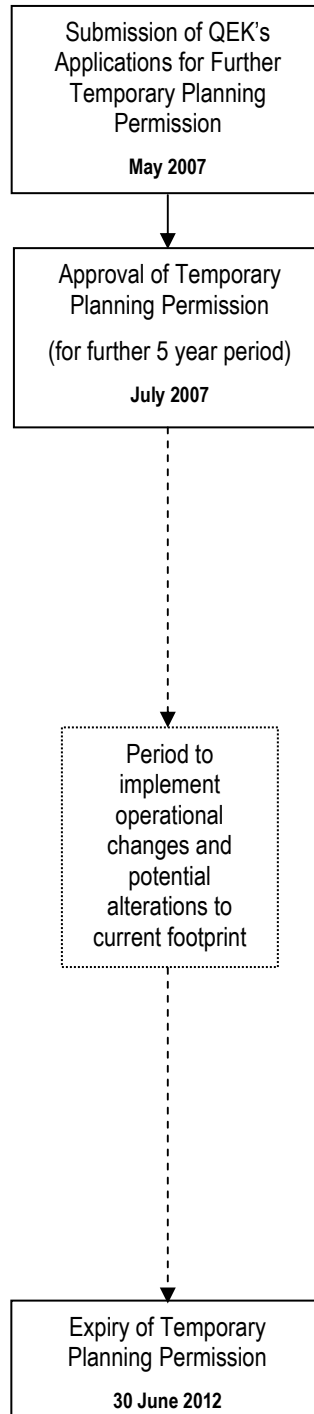 Submission of QEK's
Applications for Further
Temporary Planning
Permission
May 2007
Approval of Temporary
Planning Permission
(for further 5 year period)
July 2007
Period to
implement
operational
changes and
potential
alterations to
current footprint
Expiry of Temporary
Planning Permission
30 June 2012